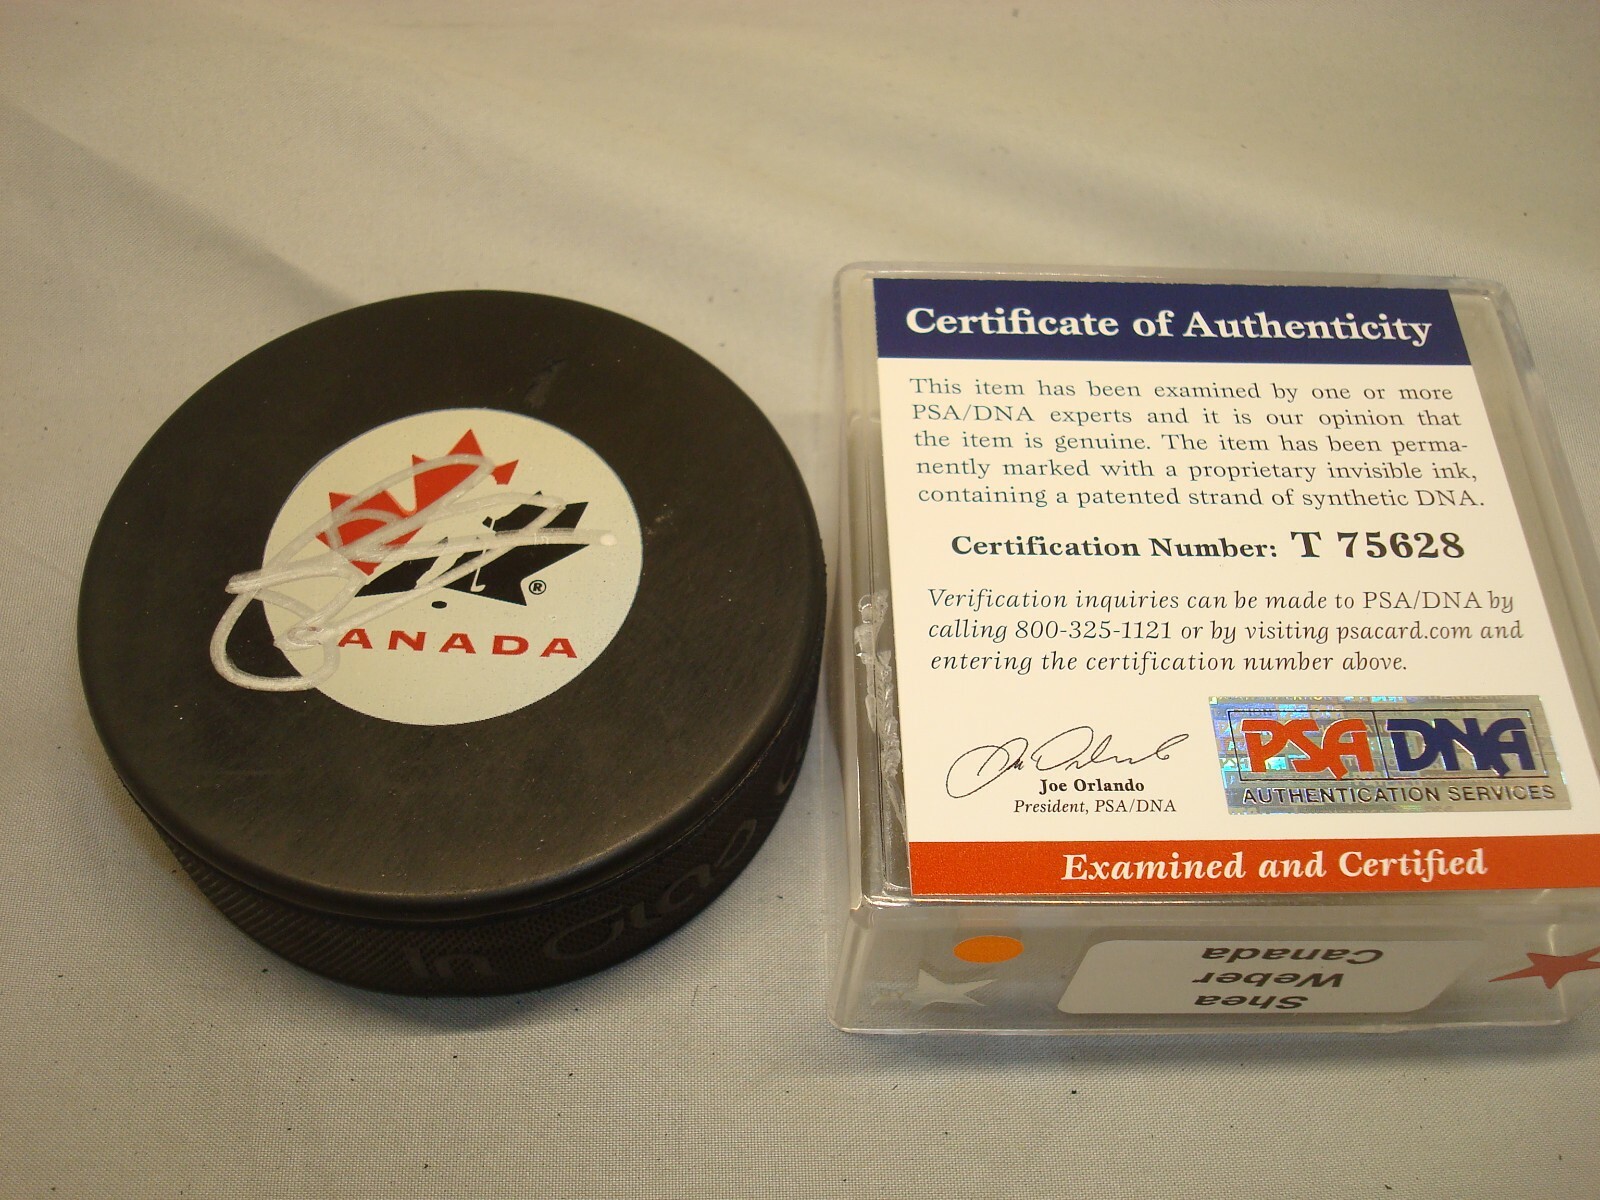 CANADA
®
In Glas
Certificate of Authenticity
This item has been examined by one or more
PSA/DNA experts and it is our opinion that
the item is genuine. The item has been perma-
nently marked with a proprietary invisible ink,
containing a patented strand of synthetic DNA.
Certification Number: T 75628
Verification inquiries can be made to PSA/DNA by
calling 800-325-1121 or by visiting psacard.com and
entering the certification number above.
Joe Orlando
President, PSA/DNA
PSA DNA
AUTHENTICATION SERVICES
Examined and Certified
Shea
Weber
Canada